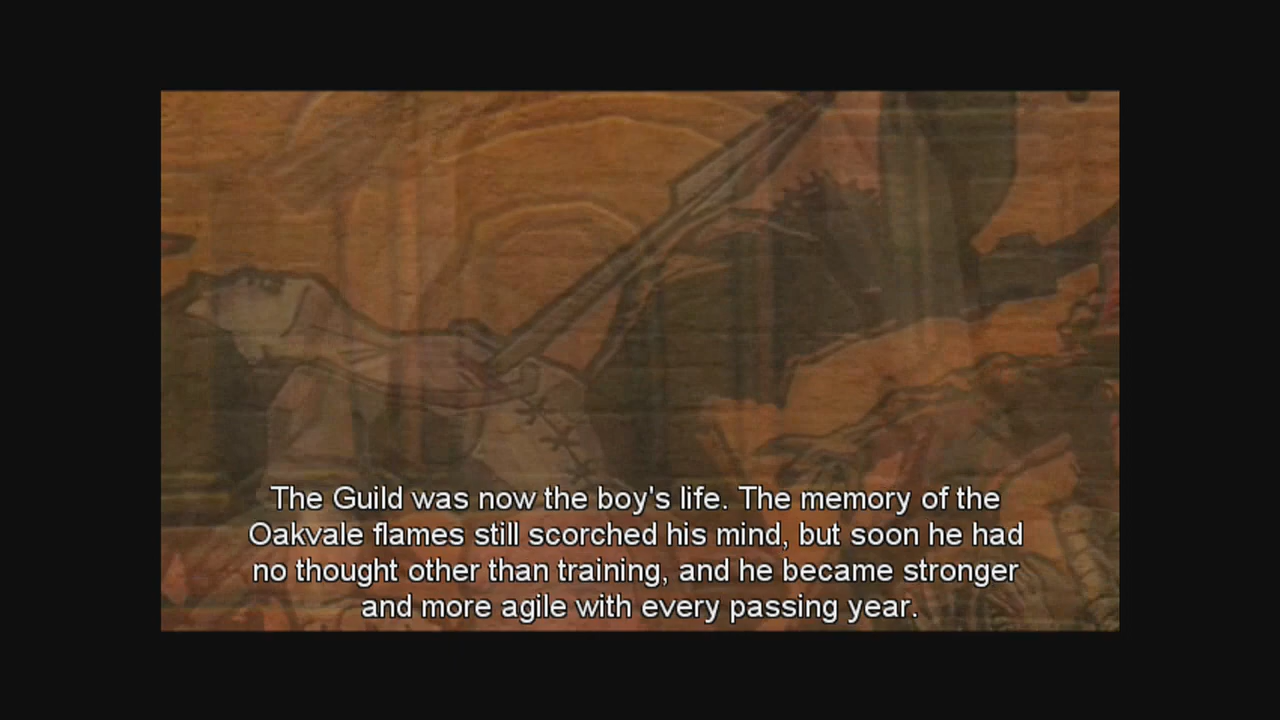 The Guild was now the boy's life. The memory of the
Oakvale flames still scorched his mind, but soon he had
no thought other than training, and he became stronger
and more agile with every passing year.